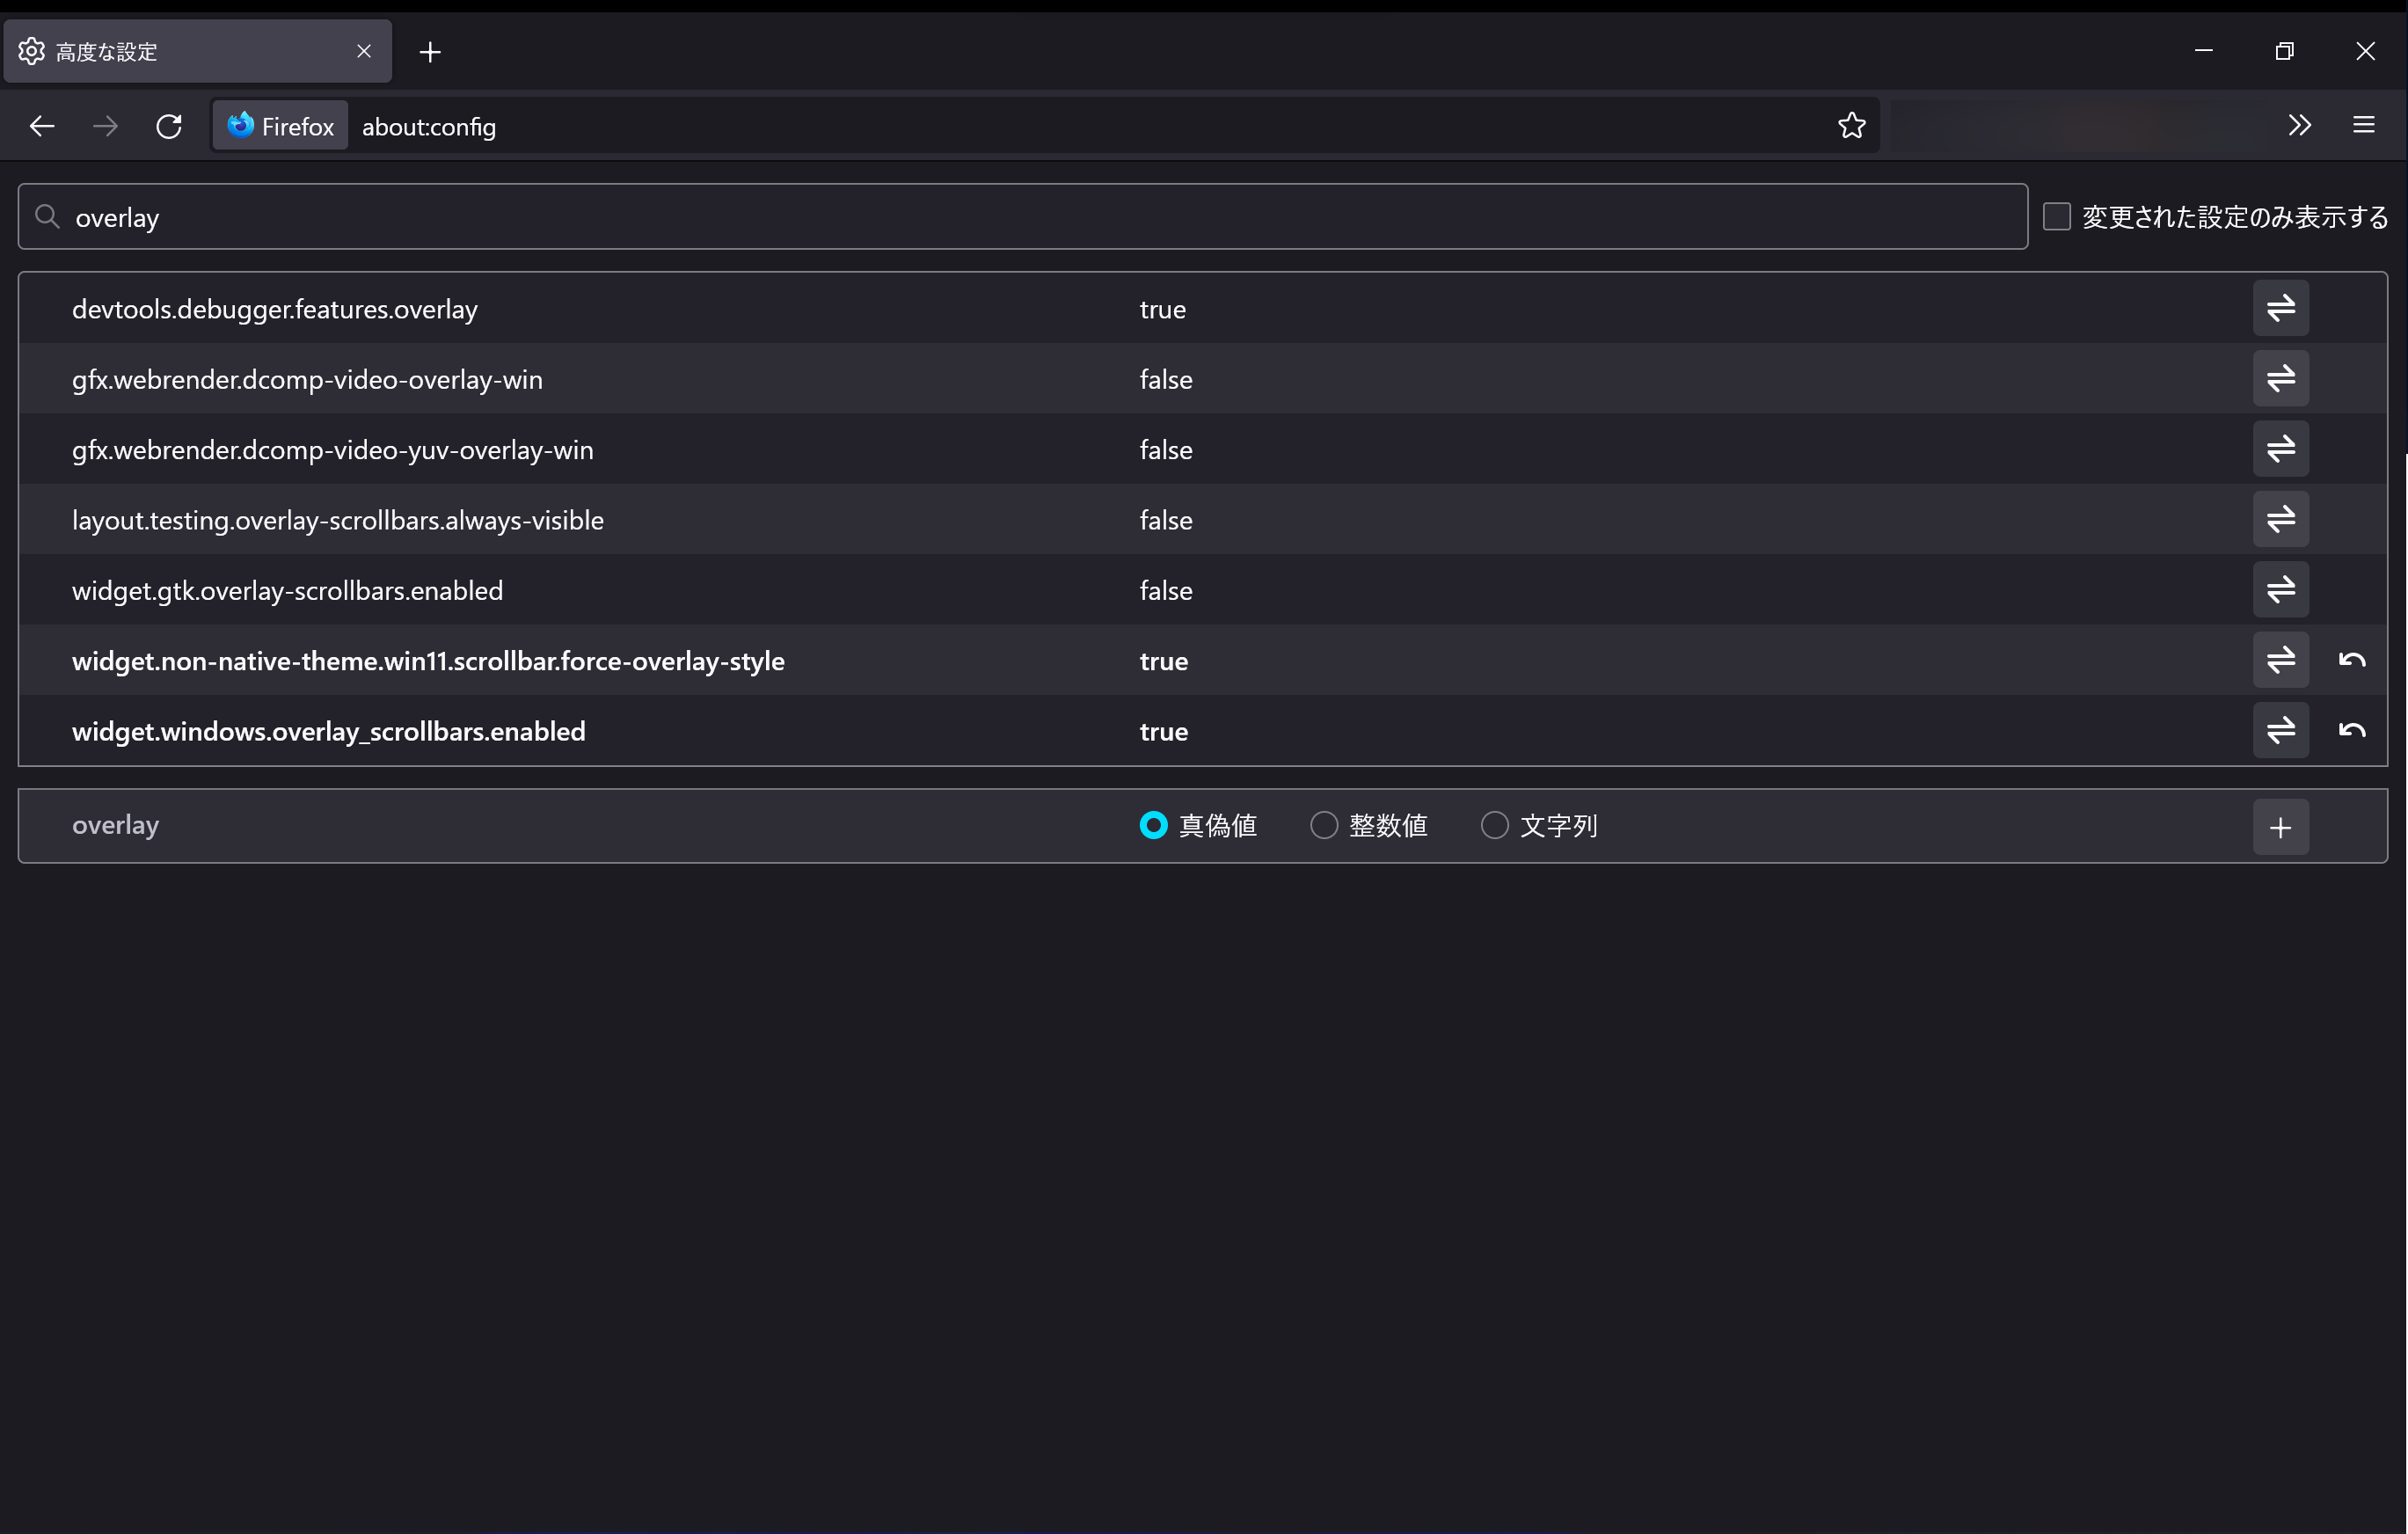 高度な設定
Firefox about:config
overlay 変更された設定のみ表示する
devtools.debugger.features.overlay true
gfx.webrender.dcomp-video-overlay-win false
gfx.webrender.dcomp-video-yuv-overlay-win false
layout.testing.overlay-scrollbars.always-visible false
widget.gtk.overlay-scrollbars.enabled false
widget.non-native-theme.win11.scrollbar.force-overlay-style true
widget.windows.overlay_scrollbars.enabled true
overlay 真偽値 整数値 文字列